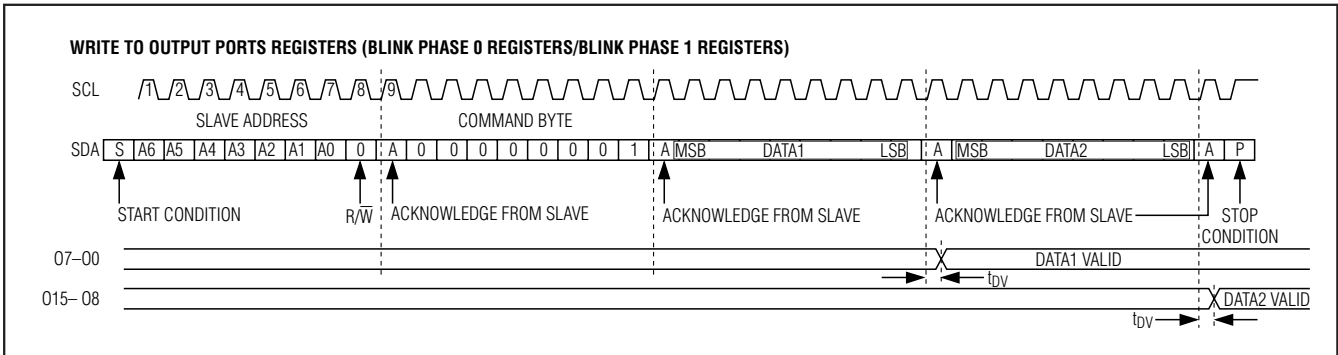 WRITE TO OUTPUT PORTS REGISTERS (BLINK PHASE 0 REGISTERS/BLINK PHASE 1 REGISTERS)
SCL 1 2 3 4 5 6 7 8 9
SLAVE ADDRESS COMMAND BYTE
SDA S A6 A5 A4 A3 A2 A1 A0 0 A 0 0 0 0 0 0 0 1 A MSB DATA1 LSB A MSB DATA2 LSB A P
START CONDITION R/W̅ ACKNOWLEDGE FROM SLAVE ACKNOWLEDGE FROM SLAVE ACKNOWLEDGE FROM SLAVE STOP
CONDITION
O7–O0 DATA1 VALID
tDV
O15–O8 DATA2 VALID
tDV